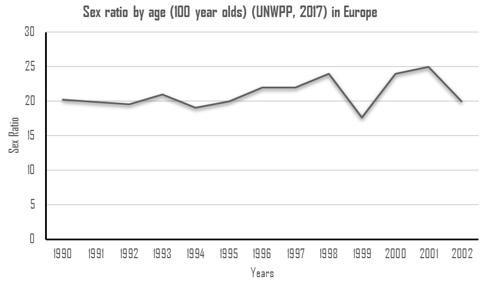 Sex ratio by age (100 year olds) (UNWPP, 2017) in Europe
30
25
20
15
10
5
0
Sex Ratio
1990 1991 1992 1993 1994 1995 1996 1997 1998 1999 2000 2001 2002
Years